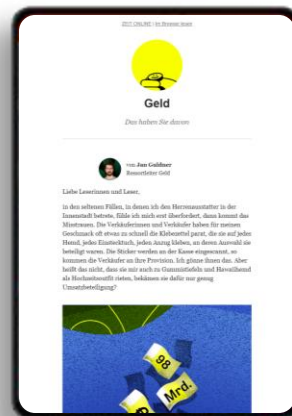 ZEIT ONLINE | Im Browser lesen
Geld
Das haben Sie davon
von Jan Guldner
Ressortleiter Geld
Liebe Leserinnen und Leser,
in den seltenen Fällen, in denen ich den Herrenausstatter in der
Innenstadt betrete, fühle ich mich erst überfordert, dann kommt das
Misstrauen. Die Verkäuferinnen und Verkäufer haben für meinen
Geschmack oft etwas zu schnell die Klebezettel parat, die sie auf jedes
Hemd, jedes Einstecktuch, jeden Anzug kleben, an deren Auswahl sie
beteiligt waren. Die Sticker werden an der Kasse eingescannt, so
kommen die Verkäufer an ihre Provision. Ich gönne ihnen das. Aber
heißt das nicht, dass sie mir auch zu Gummistiefeln und Hawaiihemd
als Hochzeitsoutfit rieten, bekämen sie dafür nur genug
Umsatzbeteiligung?
98
Mrd.